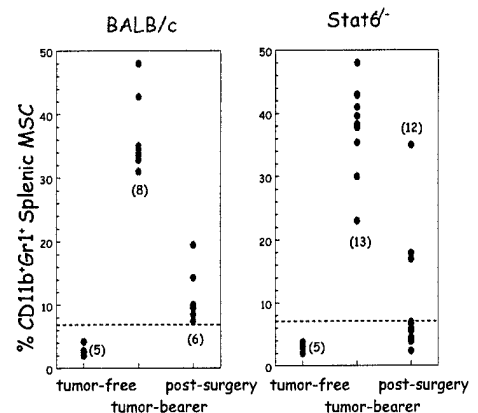 BALB/c
Stat6-/-
% CD11b+Gr1+ Splenic MSC
50
40
30
20
10
0
(8)
(5)
(6)
tumor-free
post-surgery
tumor-bearer
50
40
30
20
10
0
(12)
(13)
(5)
tumor-free
post-surgery
tumor-bearer